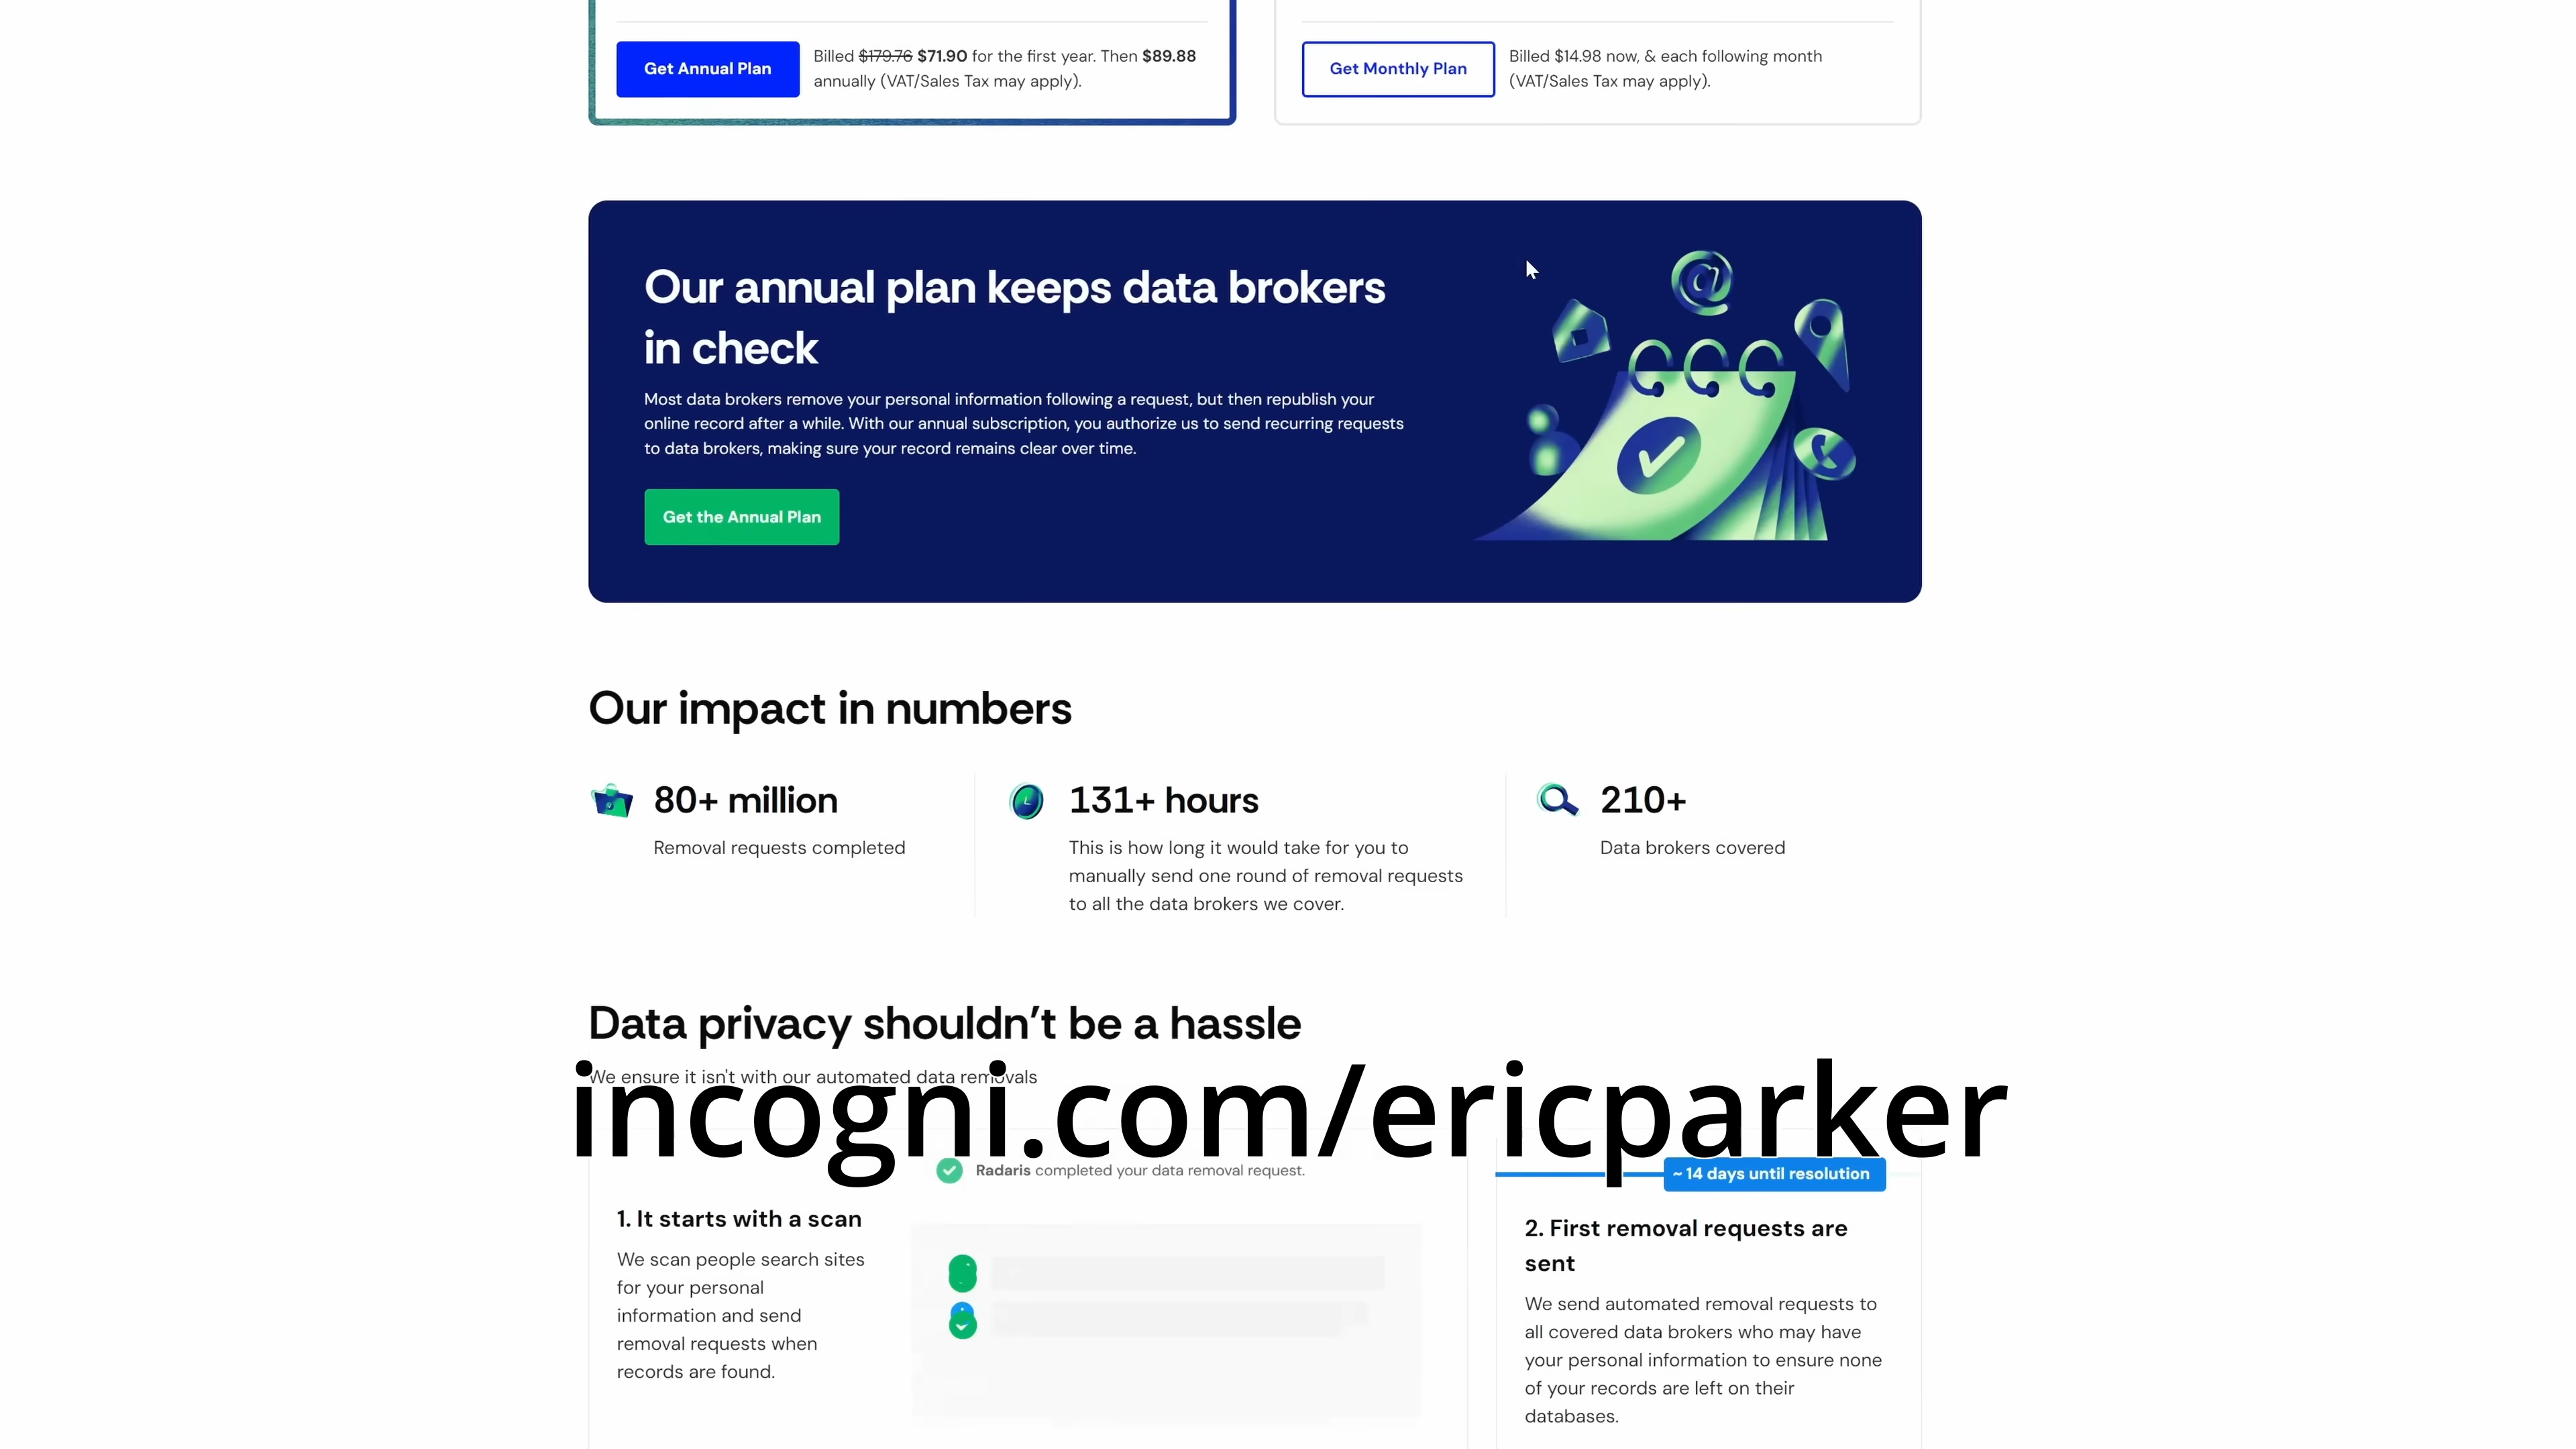 Get Annual Plan
Billed $179.76 $71.90 for the first year. Then $89.88
annually (VAT/Sales Tax may apply).
Get Monthly Plan
Billed $14.98 now, & each following month
(VAT/Sales Tax may apply).
Our annual plan keeps data brokers
in check
Most data brokers remove your personal information following a request, but then republish your
online record after a while. With our annual subscription, you authorize us to send recurring requests
to data brokers, making sure your record remains clear over time.
Get the Annual Plan
Our impact in numbers
80+ million
Removal requests completed
131+ hours
This is how long it would take for you to
manually send one round of removal requests
to all the data brokers we cover.
210+
Data brokers covered
Data privacy shouldn't be a hassle
We ensure it isn't with our automated data removals
incogni.com/ericparker
Radaris completed your data removal request.
~ 14 days until resolution
1. It starts with a scan
We scan people search sites
for your personal
information and send
removal requests when
records are found.
2. First removal requests are
sent
We send automated removal requests to
all covered data brokers who may have
your personal information to ensure none
of your records are left on their
databases.